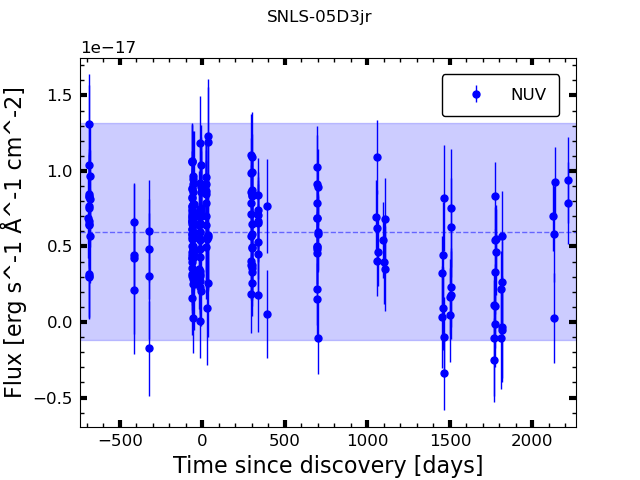 SNLS-05D3jr
1e−17
NUV
1.5
1.0
0.5
0.0
−0.5
Flux [erg s^-1 Å^-1 cm^-2]
−500 0 500 1000 1500 2000
Time since discovery [days]